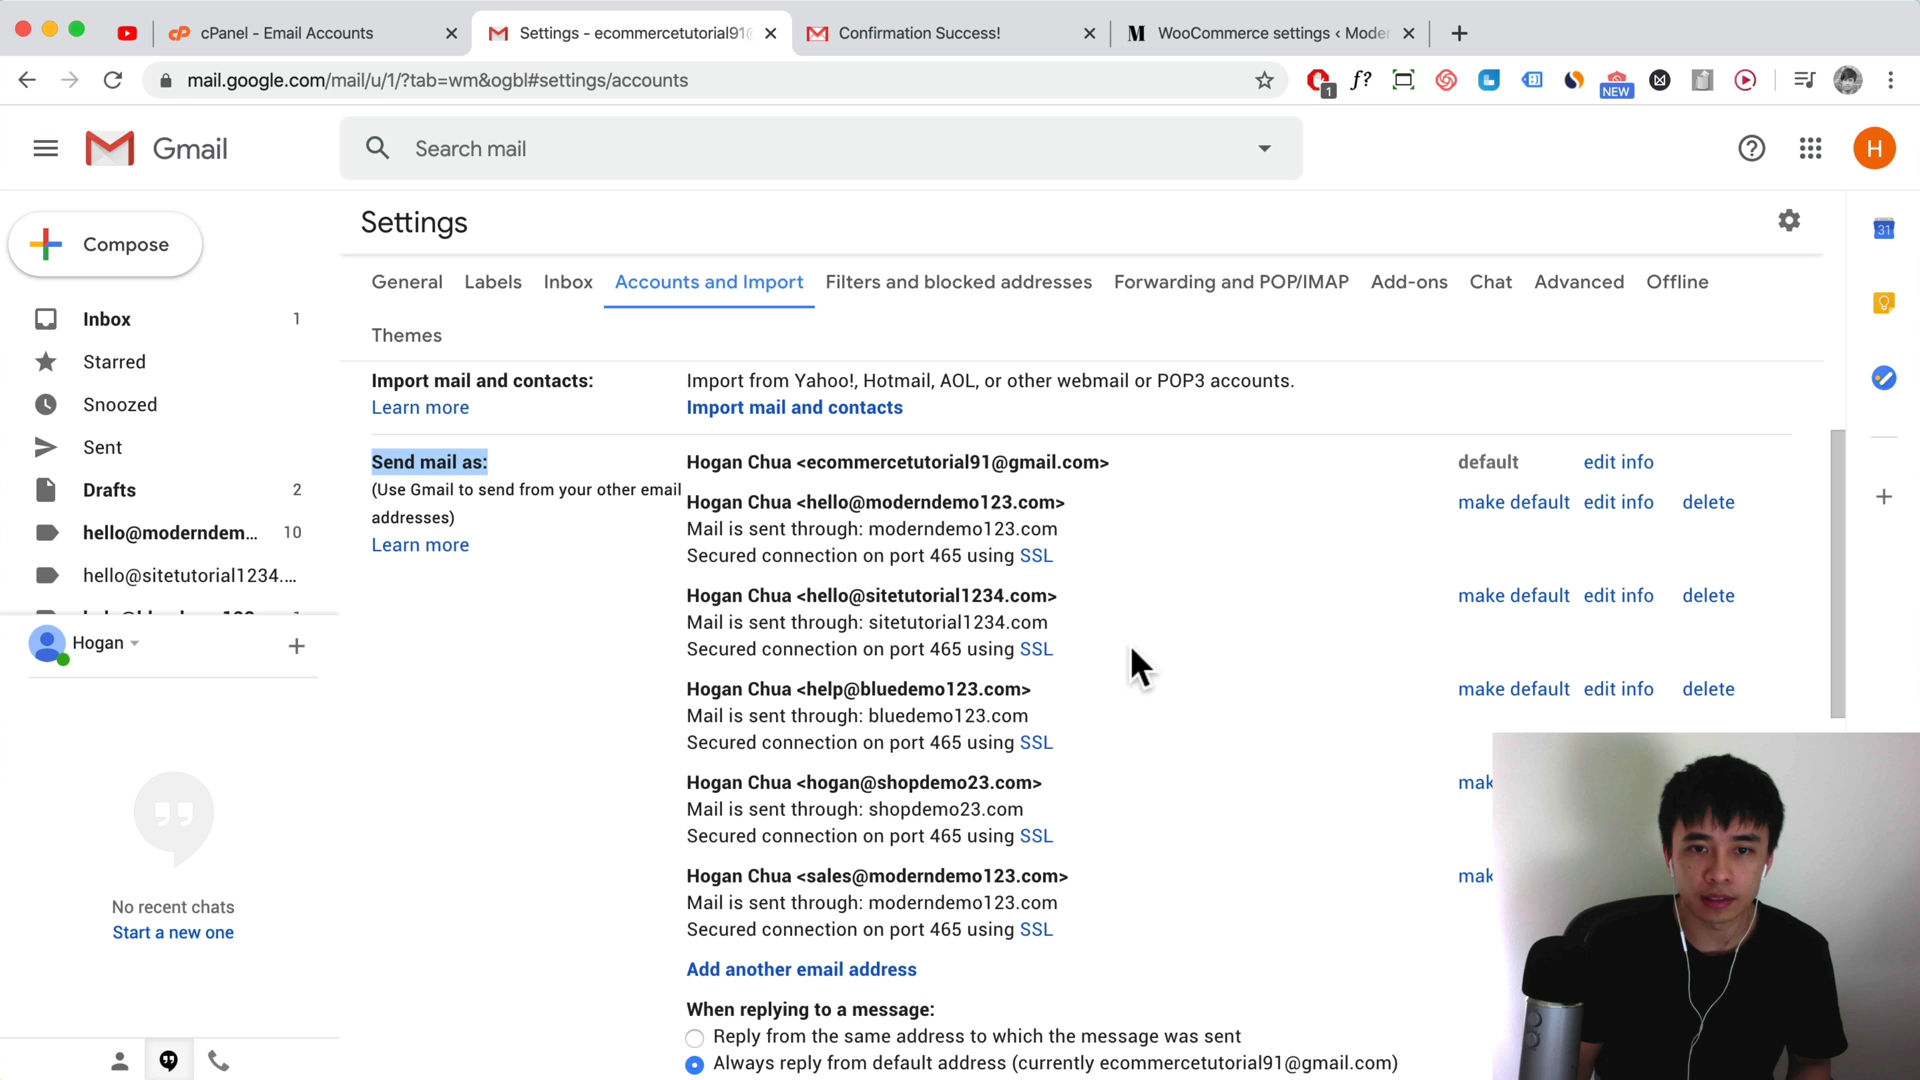 cPanel - Email Accounts
Settings - ecommercetutorial91@
Confirmation Success!
M WooCommerce settings ‹ Moder
mail.google.com/mail/u/1/?tab=wm&ogbl#settings/accounts
1
f?
NEW
Gmail
Search mail
H
Compose
Settings
31
General Labels Inbox Accounts and Import Filters and blocked addresses Forwarding and POP/IMAP Add-ons Chat Advanced Offline
Themes
Inbox 1
Starred
Snoozed
Sent
Drafts 2
hello@moderndem... 10
hello@sitetutorial1234....
Hogan
No recent chats
Start a new one
Import mail and contacts:
Learn more
Import from Yahoo!, Hotmail, AOL, or other webmail or POP3 accounts.
Import mail and contacts
Send mail as:
(Use Gmail to send from your other email
addresses)
Learn more
Hogan Chua <ecommercetutorial91@gmail.com> default edit info
Hogan Chua <hello@moderndemo123.com> make default edit info delete
Mail is sent through: moderndemo123.com
Secured connection on port 465 using SSL
Hogan Chua <hello@sitetutorial1234.com> make default edit info delete
Mail is sent through: sitetutorial1234.com
Secured connection on port 465 using SSL
Hogan Chua <help@bluedemo123.com> make default edit info delete
Mail is sent through: bluedemo123.com
Secured connection on port 465 using SSL
Hogan Chua <hogan@shopdemo23.com> mak
Mail is sent through: shopdemo23.com
Secured connection on port 465 using SSL
Hogan Chua <sales@moderndemo123.com> mak
Mail is sent through: moderndemo123.com
Secured connection on port 465 using SSL
Add another email address
When replying to a message:
Reply from the same address to which the message was sent
Always reply from default address (currently ecommercetutorial91@gmail.com)